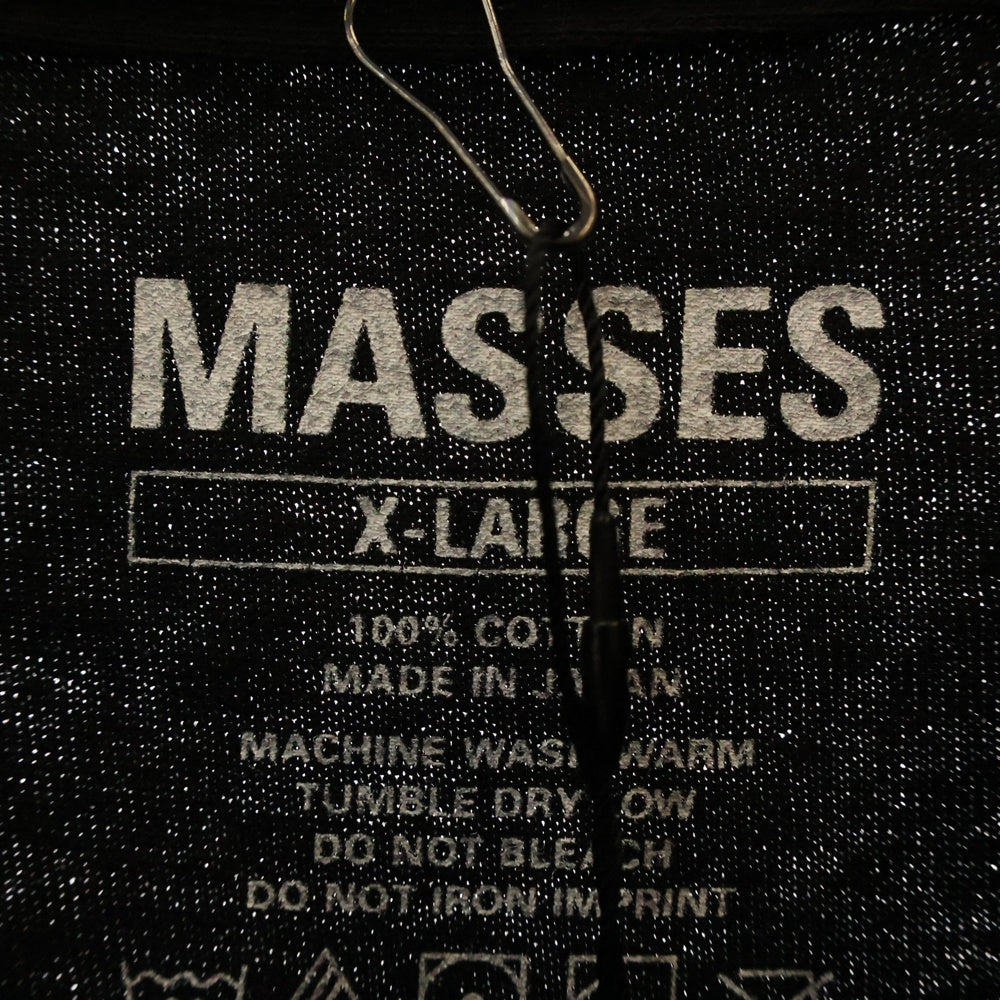 MASSES
X-LARGE
100% COTTON
MADE IN JAPAN
MACHINE WASH WARM
TUMBLE DRY LOW
DO NOT BLEACH
DO NOT IRON IMPRINT